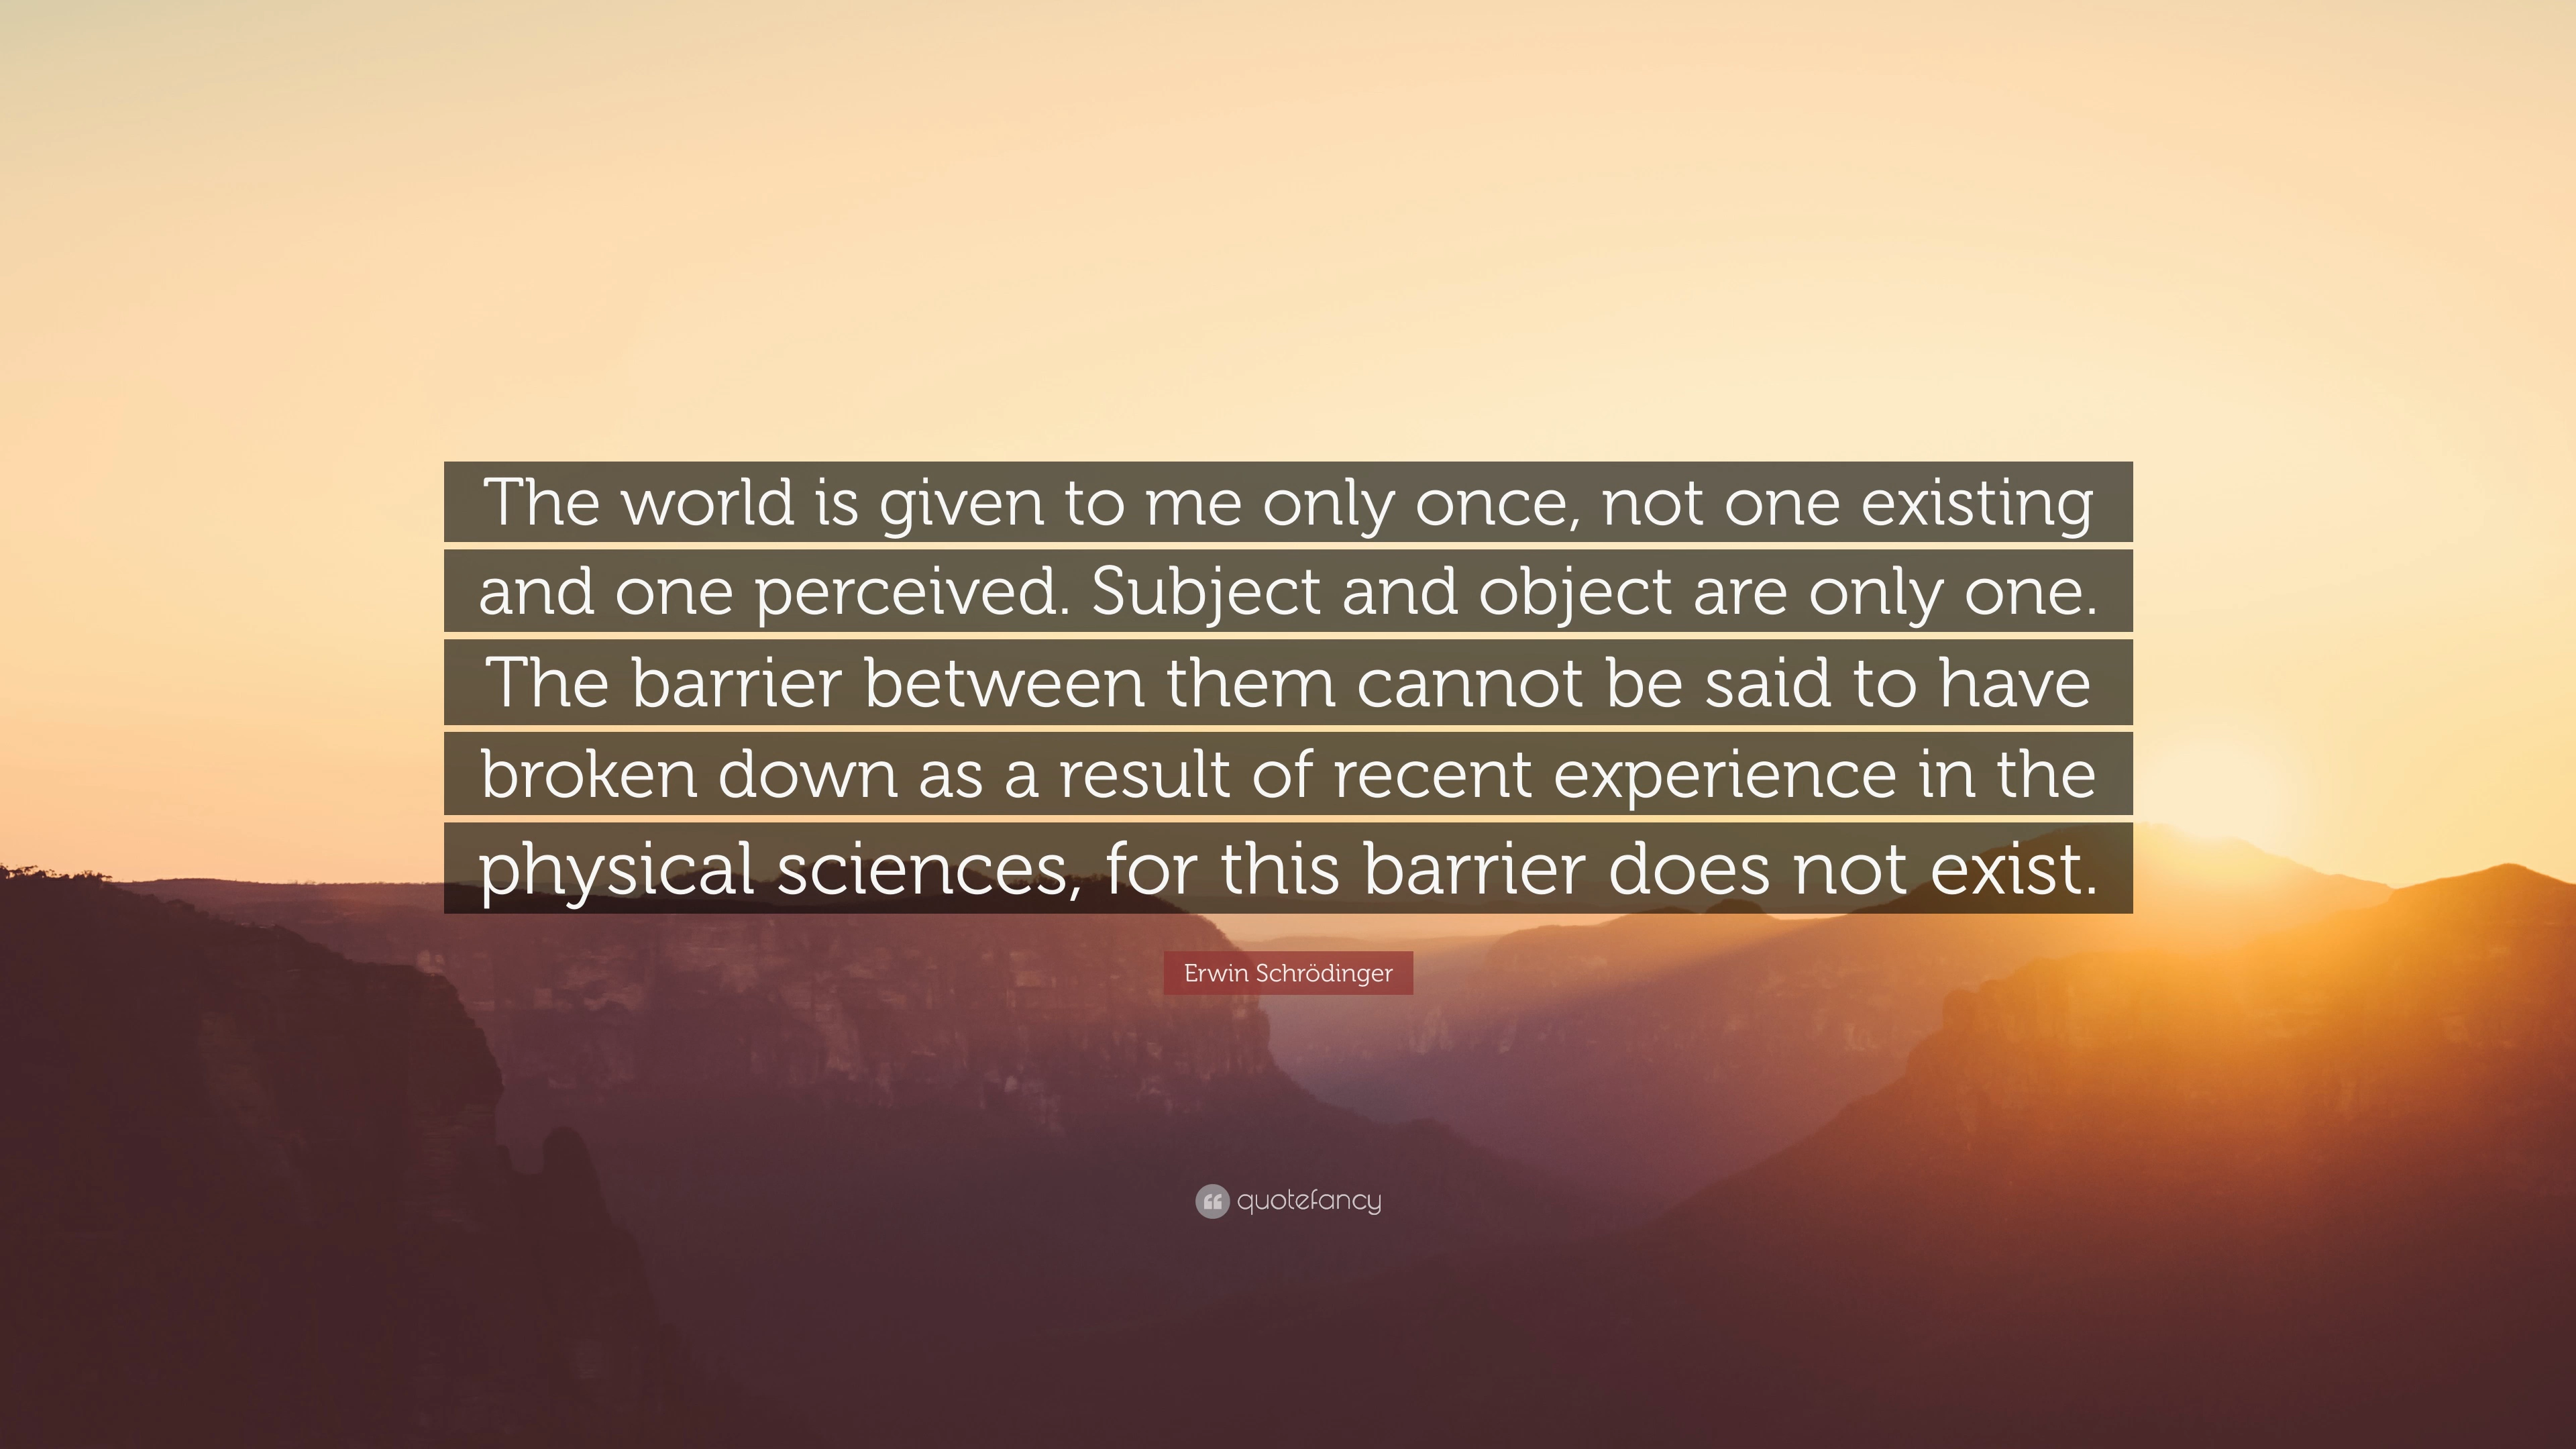 The world is given to me only once, not one existing
and one perceived. Subject and object are only one.
The barrier between them cannot be said to have
broken down as a result of recent experience in the
physical sciences, for this barrier does not exist.
Erwin Schrödinger
quotefancy